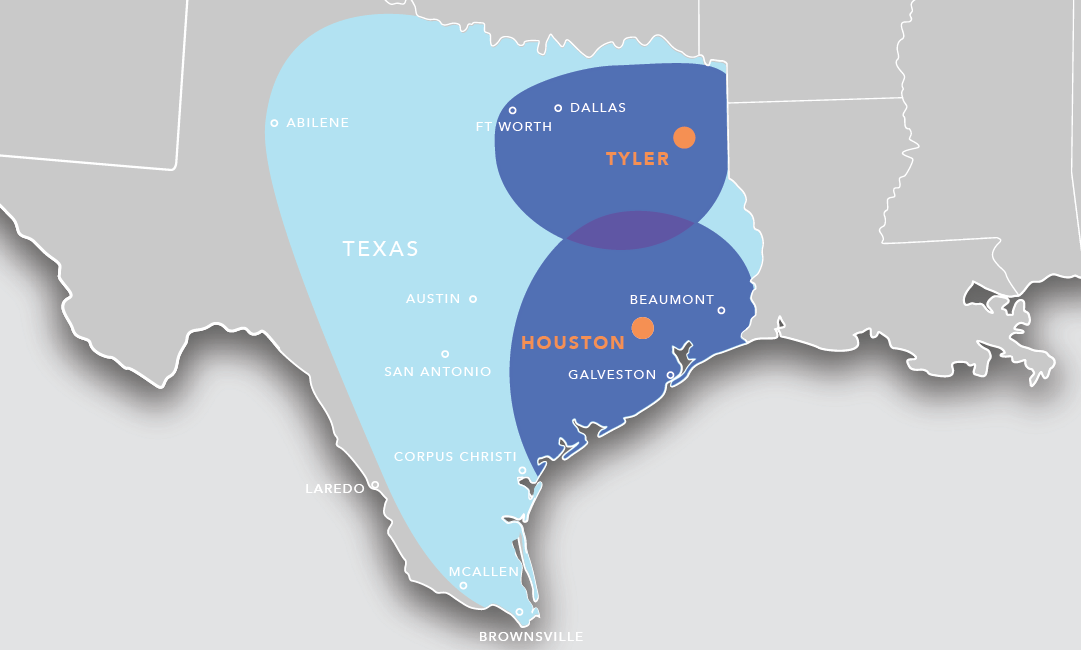 DALLAS
ABILENE
FT WORTH
TYLER
TEXAS
AUSTIN
BEAUMONT
HOUSTON
SAN ANTONIO
GALVESTON
CORPUS CHRISTI
LAREDO
MCALLEN
BROWNSVILLE